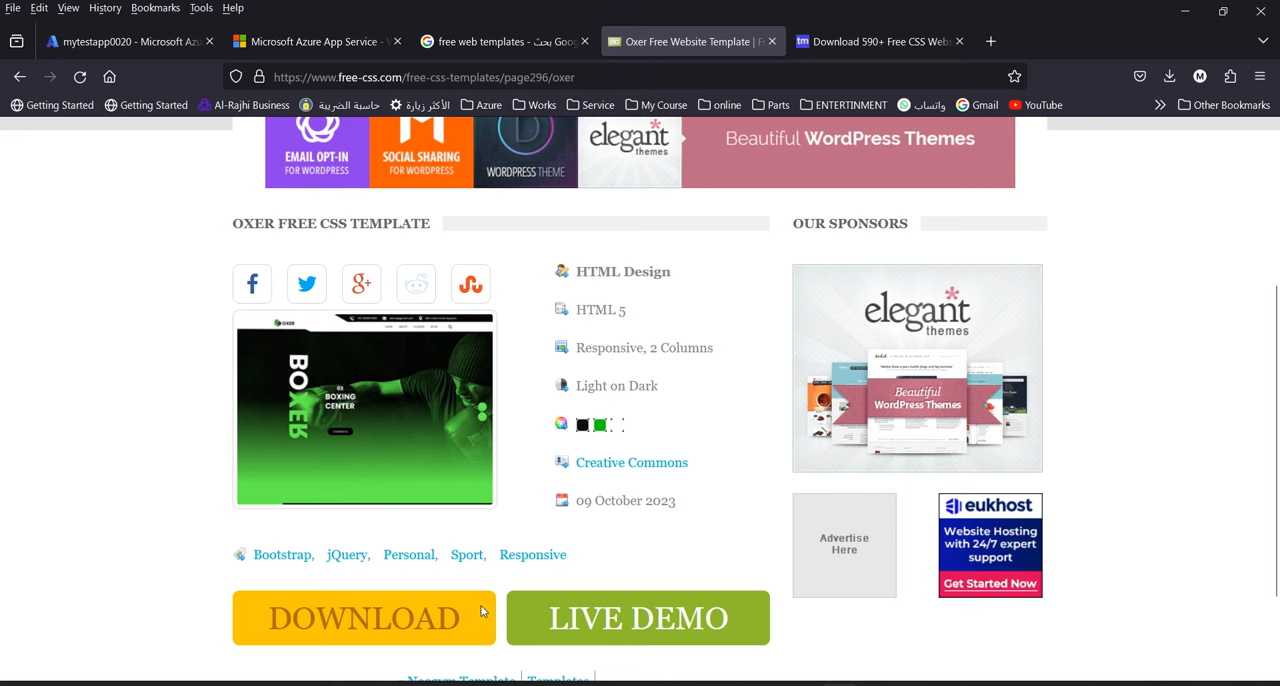 File Edit View History Bookmarks Tools Help
mytestapp0020 - Microsoft Azu
Microsoft Azure App Service - V
free web templates - بحث Goog
Oxer Free Website Template | Fr
Download 590+ Free CSS Webs
https://www.free-css.com/free-css-templates/page296/oxer
Getting Started Getting Started Al-Rajhi Business حاسبة الضريبة الأكثر زيارة Azure Works Service My Course online Parts ENTERTINMENT واتساب Gmail YouTube Other Bookmarks
EMAIL OPT-IN
FOR WORDPRESS
SOCIAL SHARING
FOR WORDPRESS
WORDPRESS THEME
elegant
themes
Beautiful WordPress Themes
OXER FREE CSS TEMPLATE
OUR SPONSORS
HTML Design
HTML 5
Responsive, 2 Columns
Light on Dark
Creative Commons
09 October 2023
OXER
BOXER
03
BOXING
CENTER
elegant
themes
Beautiful
WordPress Themes
Advertise
Here
eukhost
Website Hosting
with 24/7 expert
support
Get Started Now
Bootstrap, jQuery, Personal, Sport, Responsive
DOWNLOAD
LIVE DEMO
Neogym Template Templates